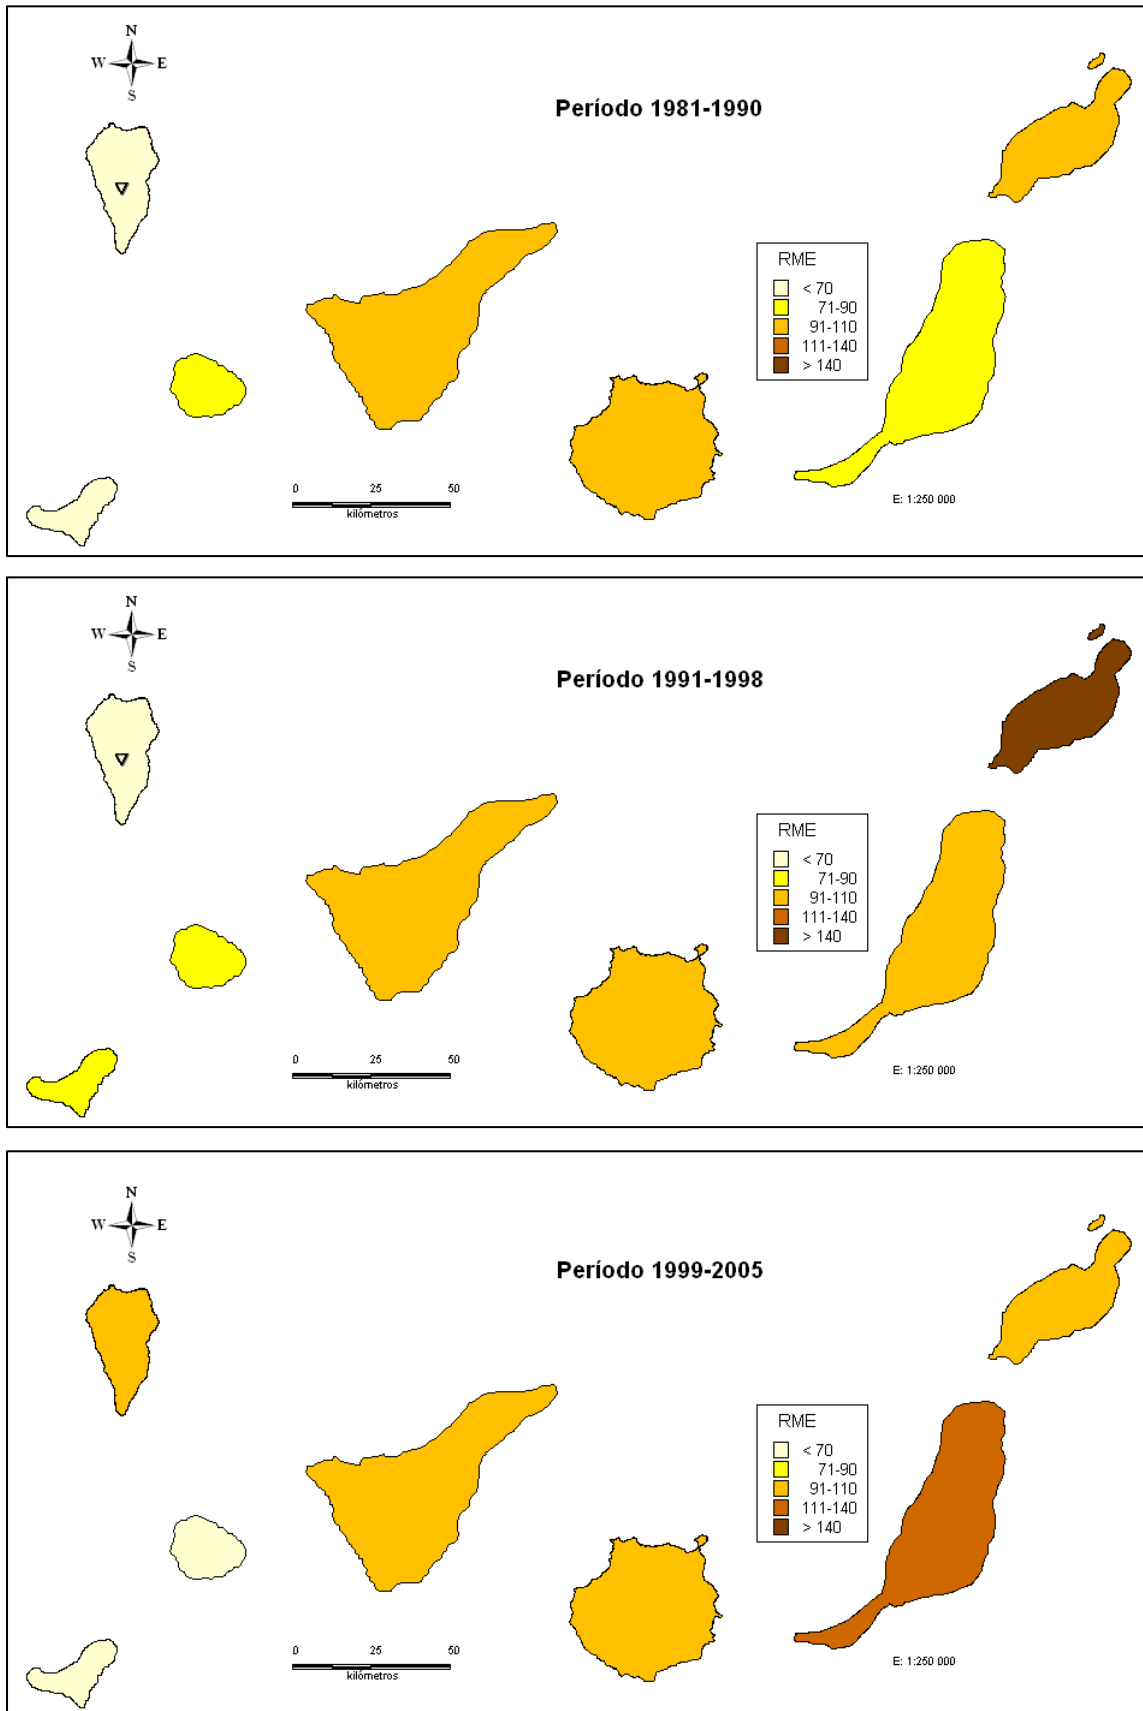 N
W E
S
Período 1981-1990
RME
< 70
71-90
91-110
111-140
> 140
0 25 50
kilómetros
E: 1:250 000
N
W E
S
Período 1991-1998
RME
< 70
71-90
91-110
111-140
> 140
0 25 50
kilómetros
E: 1:250 000
N
W E
S
Período 1999-2005
RME
< 70
71-90
91-110
111-140
> 140
0 25 50
kilómetros
E: 1:250 000